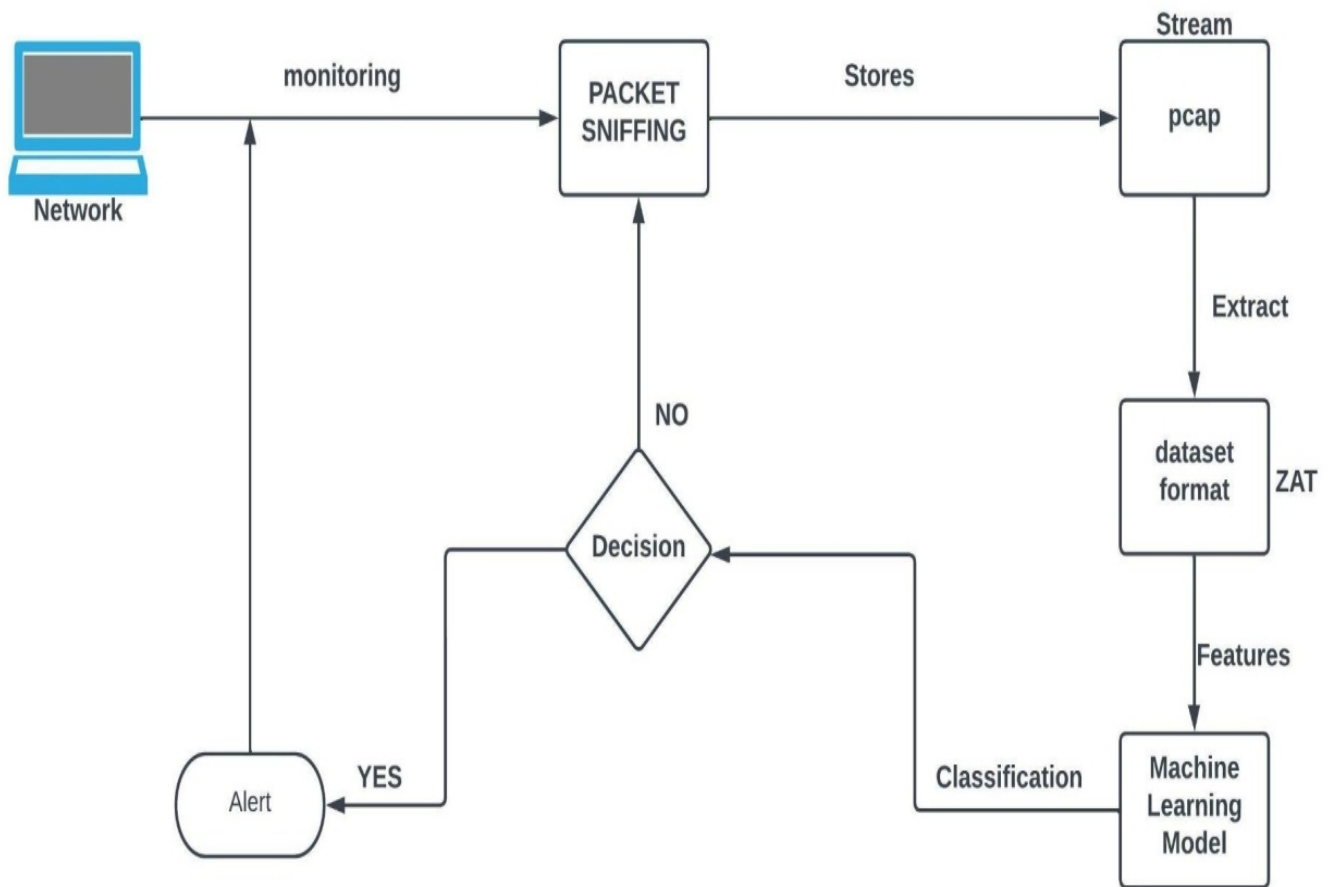 Stream
monitoring
Stores
PACKET
SNIFFING
pcap
Network
Extract
NO
dataset
format
ZAT
Decision
Features
YES
Classification
Alert
Machine
Learning
Model